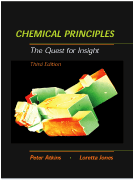 CHEMICAL PRINCIPLES
The Quest for Insight
Third Edition
Peter Atkins • Loretta Jones